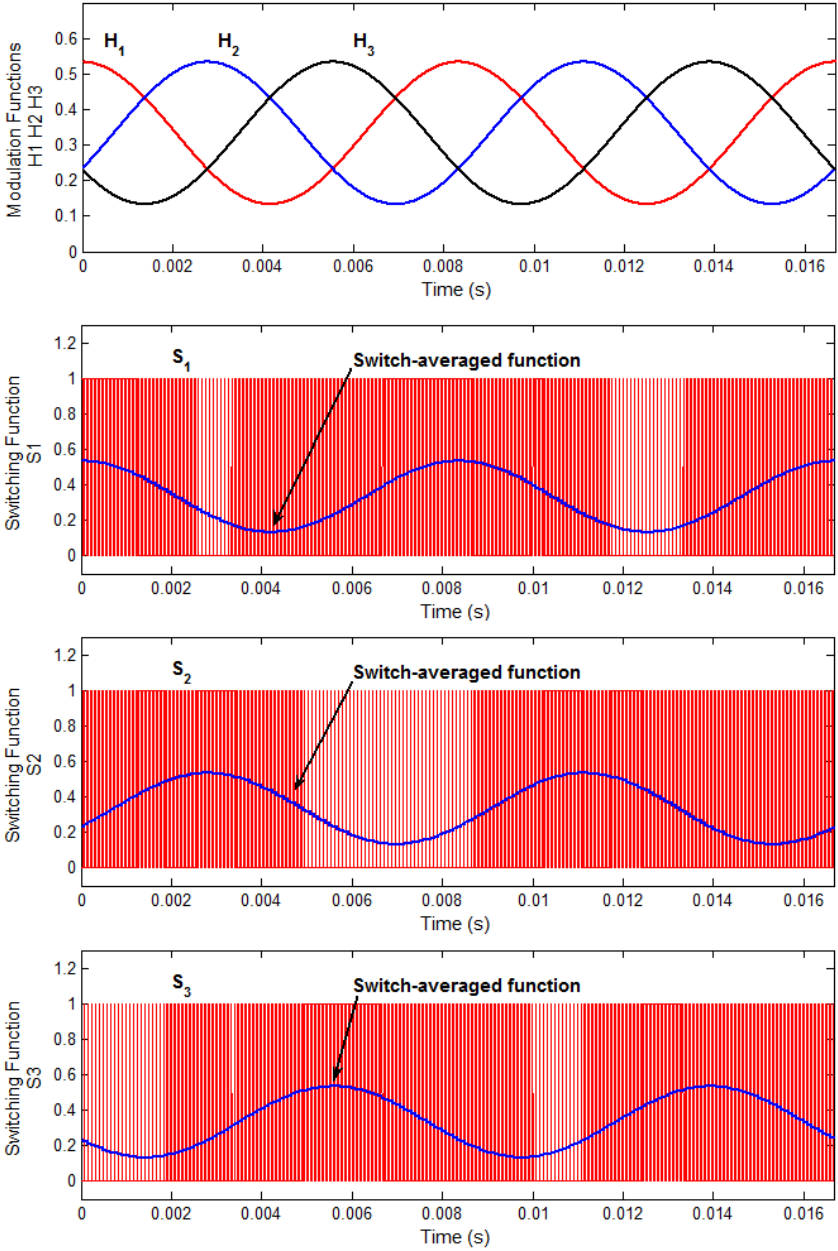 Modulation Functions
H1 H2 H3
H1 H2 H3
0.6
0.5
0.4
0.3
0.2
0.1
0
0 0.002 0.004 0.006 0.008 0.01 0.012 0.014 0.016
Time (s)
Switching Function
S1
S1
Switch-averaged function
1.2
1
0.8
0.6
0.4
0.2
0
0 0.002 0.004 0.006 0.008 0.01 0.012 0.014 0.016
Time (s)
Switching Function
S2
S2
Switch-averaged function
1.2
1
0.8
0.6
0.4
0.2
0
0 0.002 0.004 0.006 0.008 0.01 0.012 0.014 0.016
Time (s)
Switching Function
S3
S3
Switch-averaged function
1.2
1
0.8
0.6
0.4
0.2
0
0 0.002 0.004 0.006 0.008 0.01 0.012 0.014 0.016
Time (s)